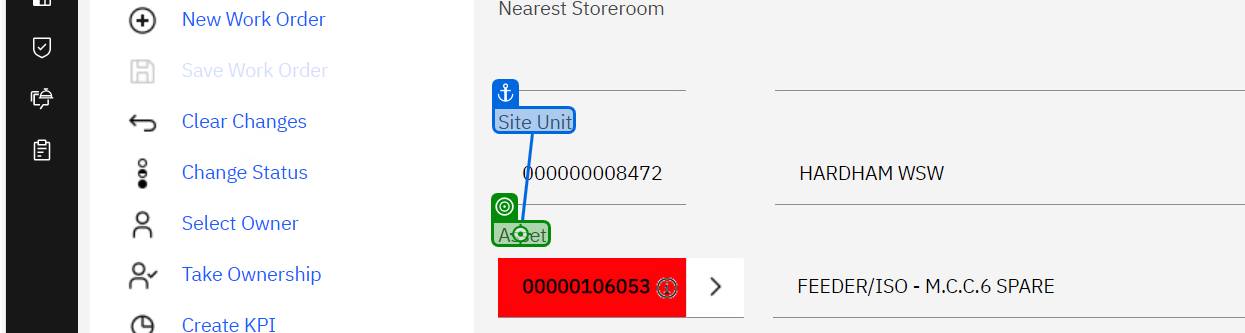 New Work Order
Save Work Order
Clear Changes
Change Status
Select Owner
Take Ownership
Create KPI
Nearest Storeroom
Site Unit
000000008472 HARDHAM WSW
Asset
00000106053 FEEDER/ISO - M.C.C.6 SPARE